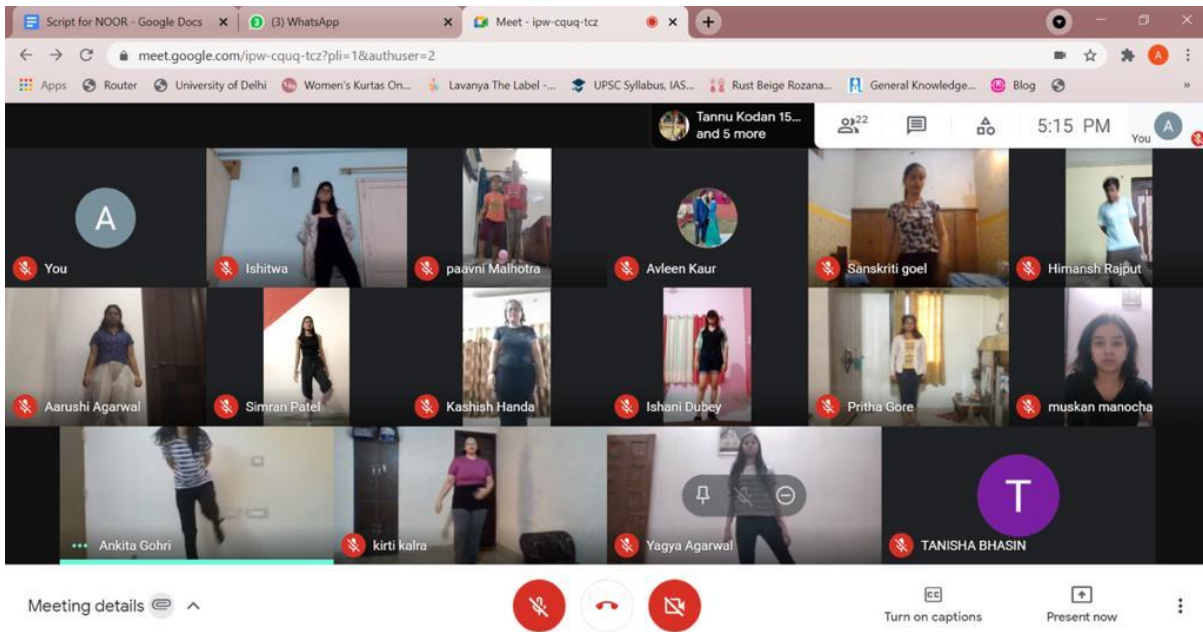 Script for NOOR - Google Docs
(3) WhatsApp
Meet - ipw-cquq-tcz
meet.google.com/ipw-cquq-tcz?pli=1&authuser=2
A
Apps Router University of Delhi Women's Kurtas On... Lavanya The Label -... UPSC Syllabus, IAS... Rust Beige Rozana... General Knowledge... Blog
Tannu Kodan 15...
and 5 more
22
5:15 PM
You
A
A
You
Ishitwa
paavni Malhotra
Avleen Kaur
Sanskriti goel
Himansh Rajput
Aarushi Agarwal
Simran Patel
Kashish Handa
Ishani Dubey
Pritha Gore
muskan manocha
Ankita Gohri
kirti kalra
Yagya Agarwal
T
TANISHA BHASIN
Meeting details
CC
Turn on captions
Present now